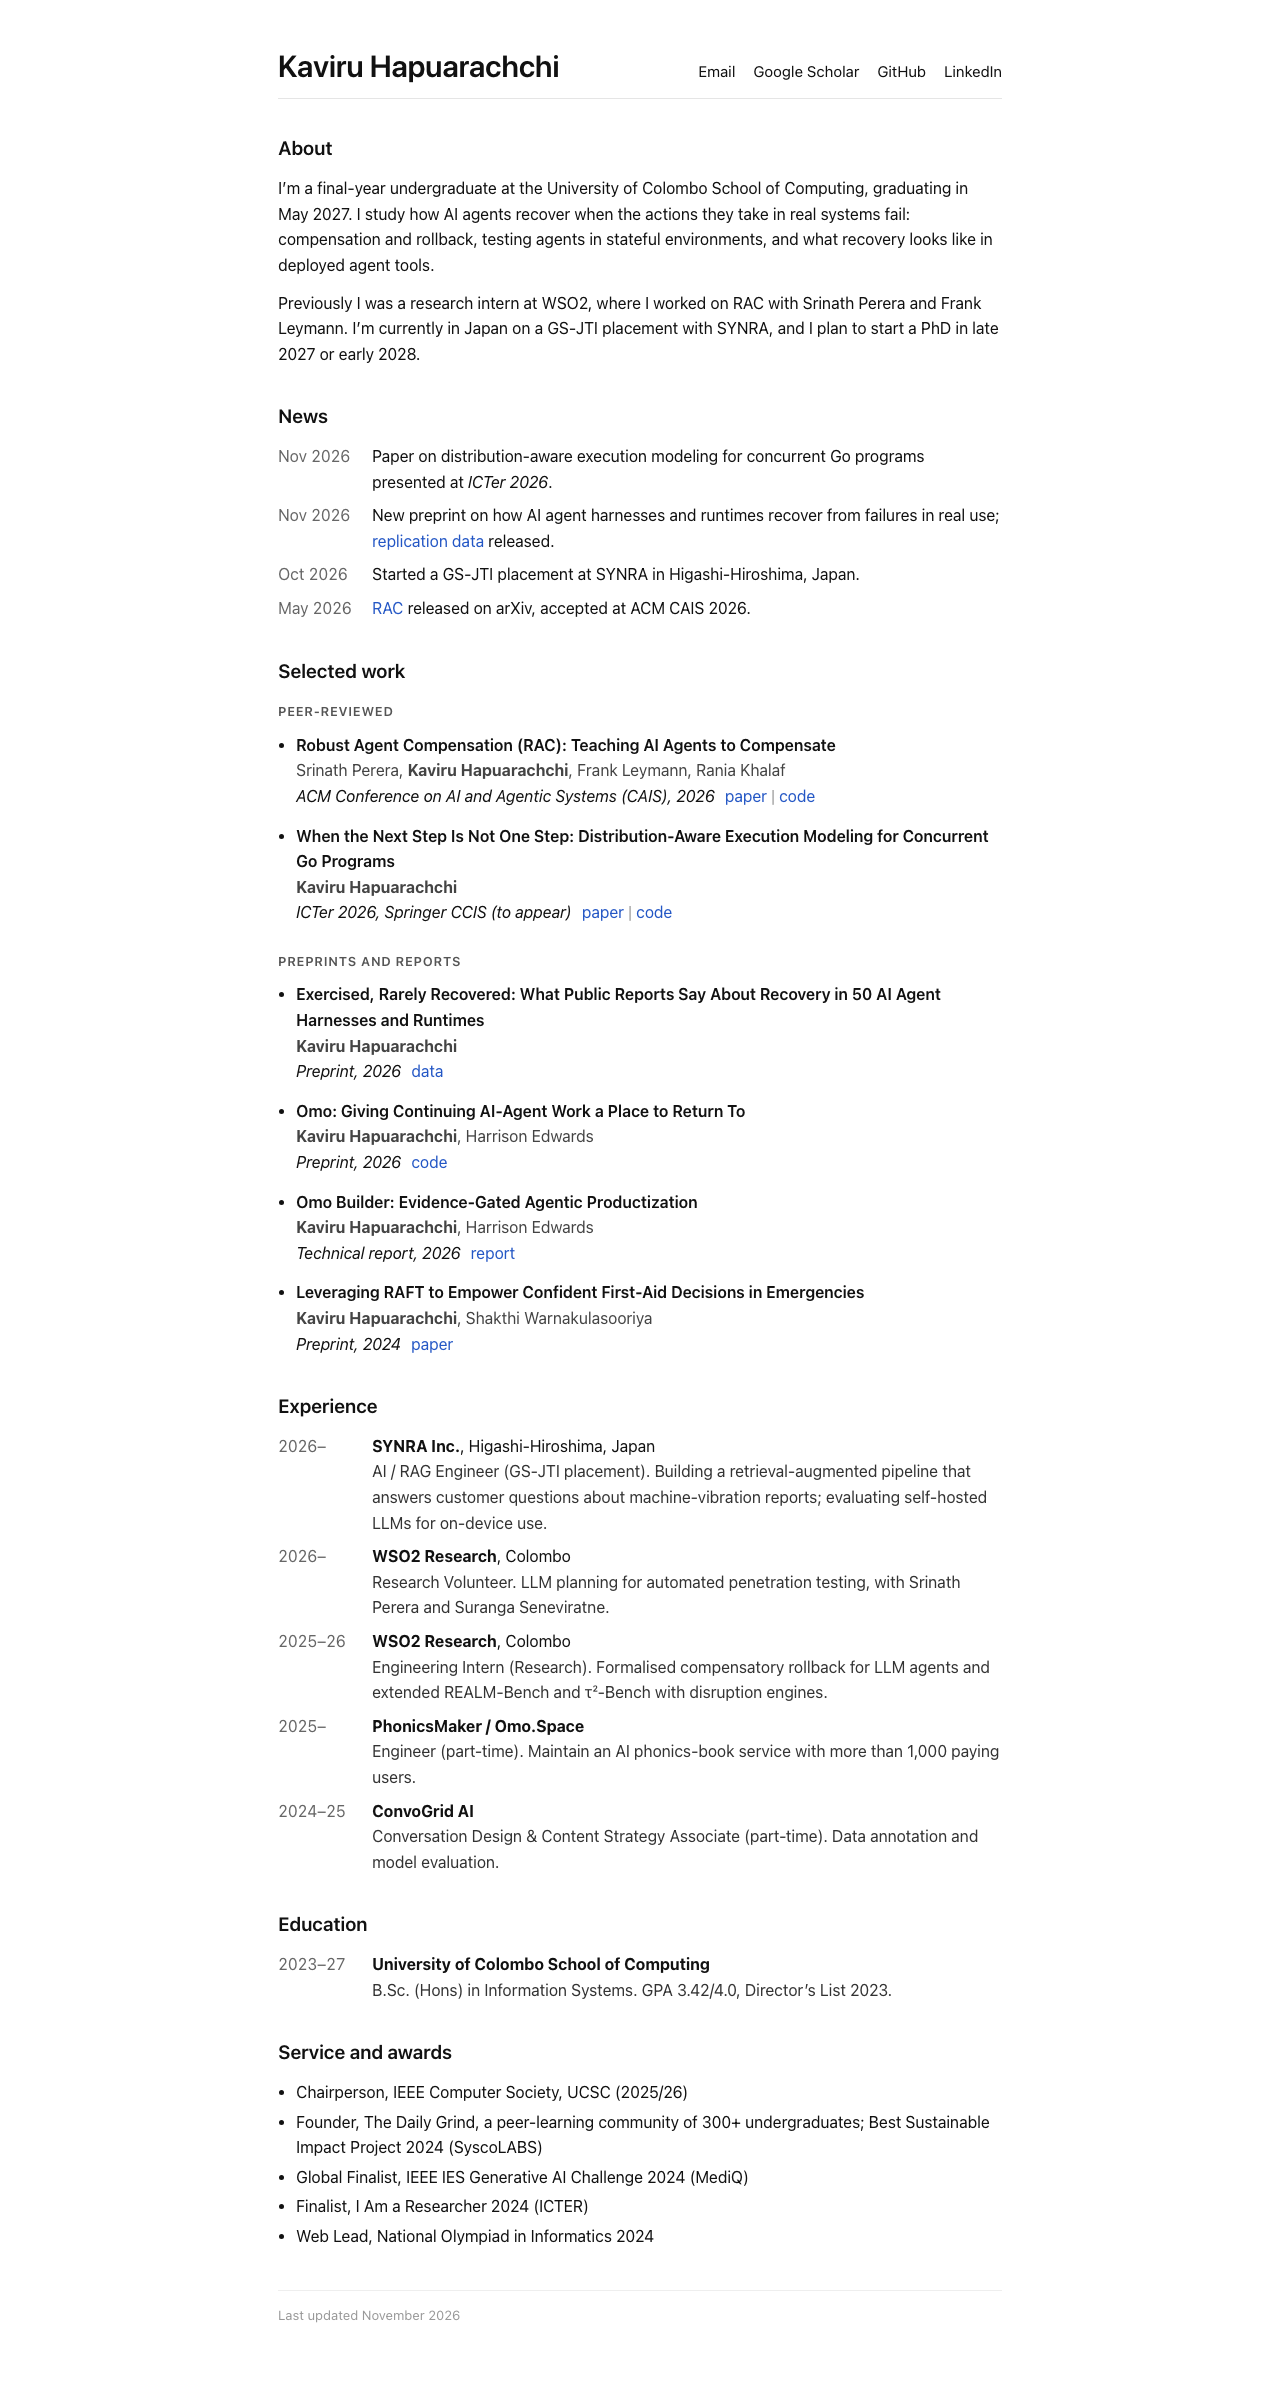 Kaviru Hapuarachchi
Email Google Scholar GitHub LinkedIn
About
I’m a final-year undergraduate at the University of Colombo School of Computing, graduating in
May 2027. I study how AI agents recover when the actions they take in real systems fail:
compensation and rollback, testing agents in stateful environments, and what recovery looks like in
deployed agent tools.
Previously I was a research intern at WSO2, where I worked on RAC with Srinath Perera and Frank
Leymann. I’m currently in Japan on a GS-JTI placement with SYNRA, and I plan to start a PhD in late
2027 or early 2028.
News
Nov 2026 Paper on distribution-aware execution modeling for concurrent Go programs
presented at ICTer 2026.
Nov 2026 New preprint on how AI agent harnesses and runtimes recover from failures in real use;
replication data released.
Oct 2026 Started a GS-JTI placement at SYNRA in Higashi-Hiroshima, Japan.
May 2026 RAC released on arXiv, accepted at ACM CAIS 2026.
Selected work
PEER-REVIEWED
• Robust Agent Compensation (RAC): Teaching AI Agents to Compensate
Srinath Perera, Kaviru Hapuarachchi, Frank Leymann, Rania Khalaf
ACM Conference on AI and Agentic Systems (CAIS), 2026 paper | code
• When the Next Step Is Not One Step: Distribution-Aware Execution Modeling for Concurrent
Go Programs
Kaviru Hapuarachchi
ICTer 2026, Springer CCIS (to appear) paper | code
PREPRINTS AND REPORTS
• Exercised, Rarely Recovered: What Public Reports Say About Recovery in 50 AI Agent
Harnesses and Runtimes
Kaviru Hapuarachchi
Preprint, 2026 data
• Omo: Giving Continuing AI-Agent Work a Place to Return To
Kaviru Hapuarachchi, Harrison Edwards
Preprint, 2026 code
• Omo Builder: Evidence-Gated Agentic Productization
Kaviru Hapuarachchi, Harrison Edwards
Technical report, 2026 report
• Leveraging RAFT to Empower Confident First-Aid Decisions in Emergencies
Kaviru Hapuarachchi, Shakthi Warnakulasooriya
Preprint, 2024 paper
Experience
2026– SYNRA Inc., Higashi-Hiroshima, Japan
AI / RAG Engineer (GS-JTI placement). Building a retrieval-augmented pipeline that
answers customer questions about machine-vibration reports; evaluating self-hosted
LLMs for on-device use.
2026– WSO2 Research, Colombo
Research Volunteer. LLM planning for automated penetration testing, with Srinath
Perera and Suranga Seneviratne.
2025–26 WSO2 Research, Colombo
Engineering Intern (Research). Formalised compensatory rollback for LLM agents and
extended REALM-Bench and τ²-Bench with disruption engines.
2025– PhonicsMaker / Omo.Space
Engineer (part-time). Maintain an AI phonics-book service with more than 1,000 paying
users.
2024–25 ConvoGrid AI
Conversation Design & Content Strategy Associate (part-time). Data annotation and
model evaluation.
Education
2023–27 University of Colombo School of Computing
B.Sc. (Hons) in Information Systems. GPA 3.42/4.0, Director’s List 2023.
Service and awards
• Chairperson, IEEE Computer Society, UCSC (2025/26)
• Founder, The Daily Grind, a peer-learning community of 300+ undergraduates; Best Sustainable
Impact Project 2024 (SyscoLABS)
• Global Finalist, IEEE IES Generative AI Challenge 2024 (MediQ)
• Finalist, I Am a Researcher 2024 (ICTER)
• Web Lead, National Olympiad in Informatics 2024
Last updated November 2026